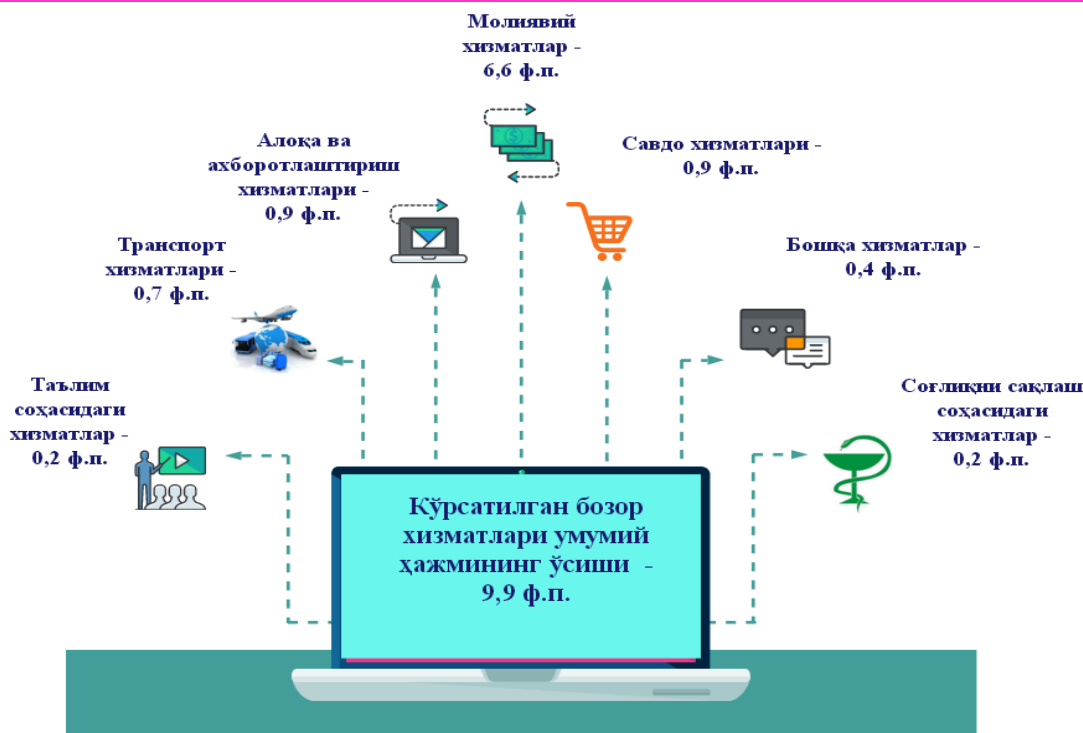 Молиявий
хизматлар -
6,6 ф.п.
Алоқа ва
ахборотлаштириш
хизматлари -
0,9 ф.п.
Савдо хизматлари -
0,9 ф.п.
Транспорт
хизматлари -
0,7 ф.п.
Бошқа хизматлар -
0,4 ф.п.
Таълим
соҳасидаги
хизматлар -
0,2 ф.п.
Соғлиқни сақлаш
соҳасидаги
хизматлар -
0,2 ф.п.
Кўрсатилган бозор
хизматлари умумий
ҳажмининг ўсиши -
9,9 ф.п.